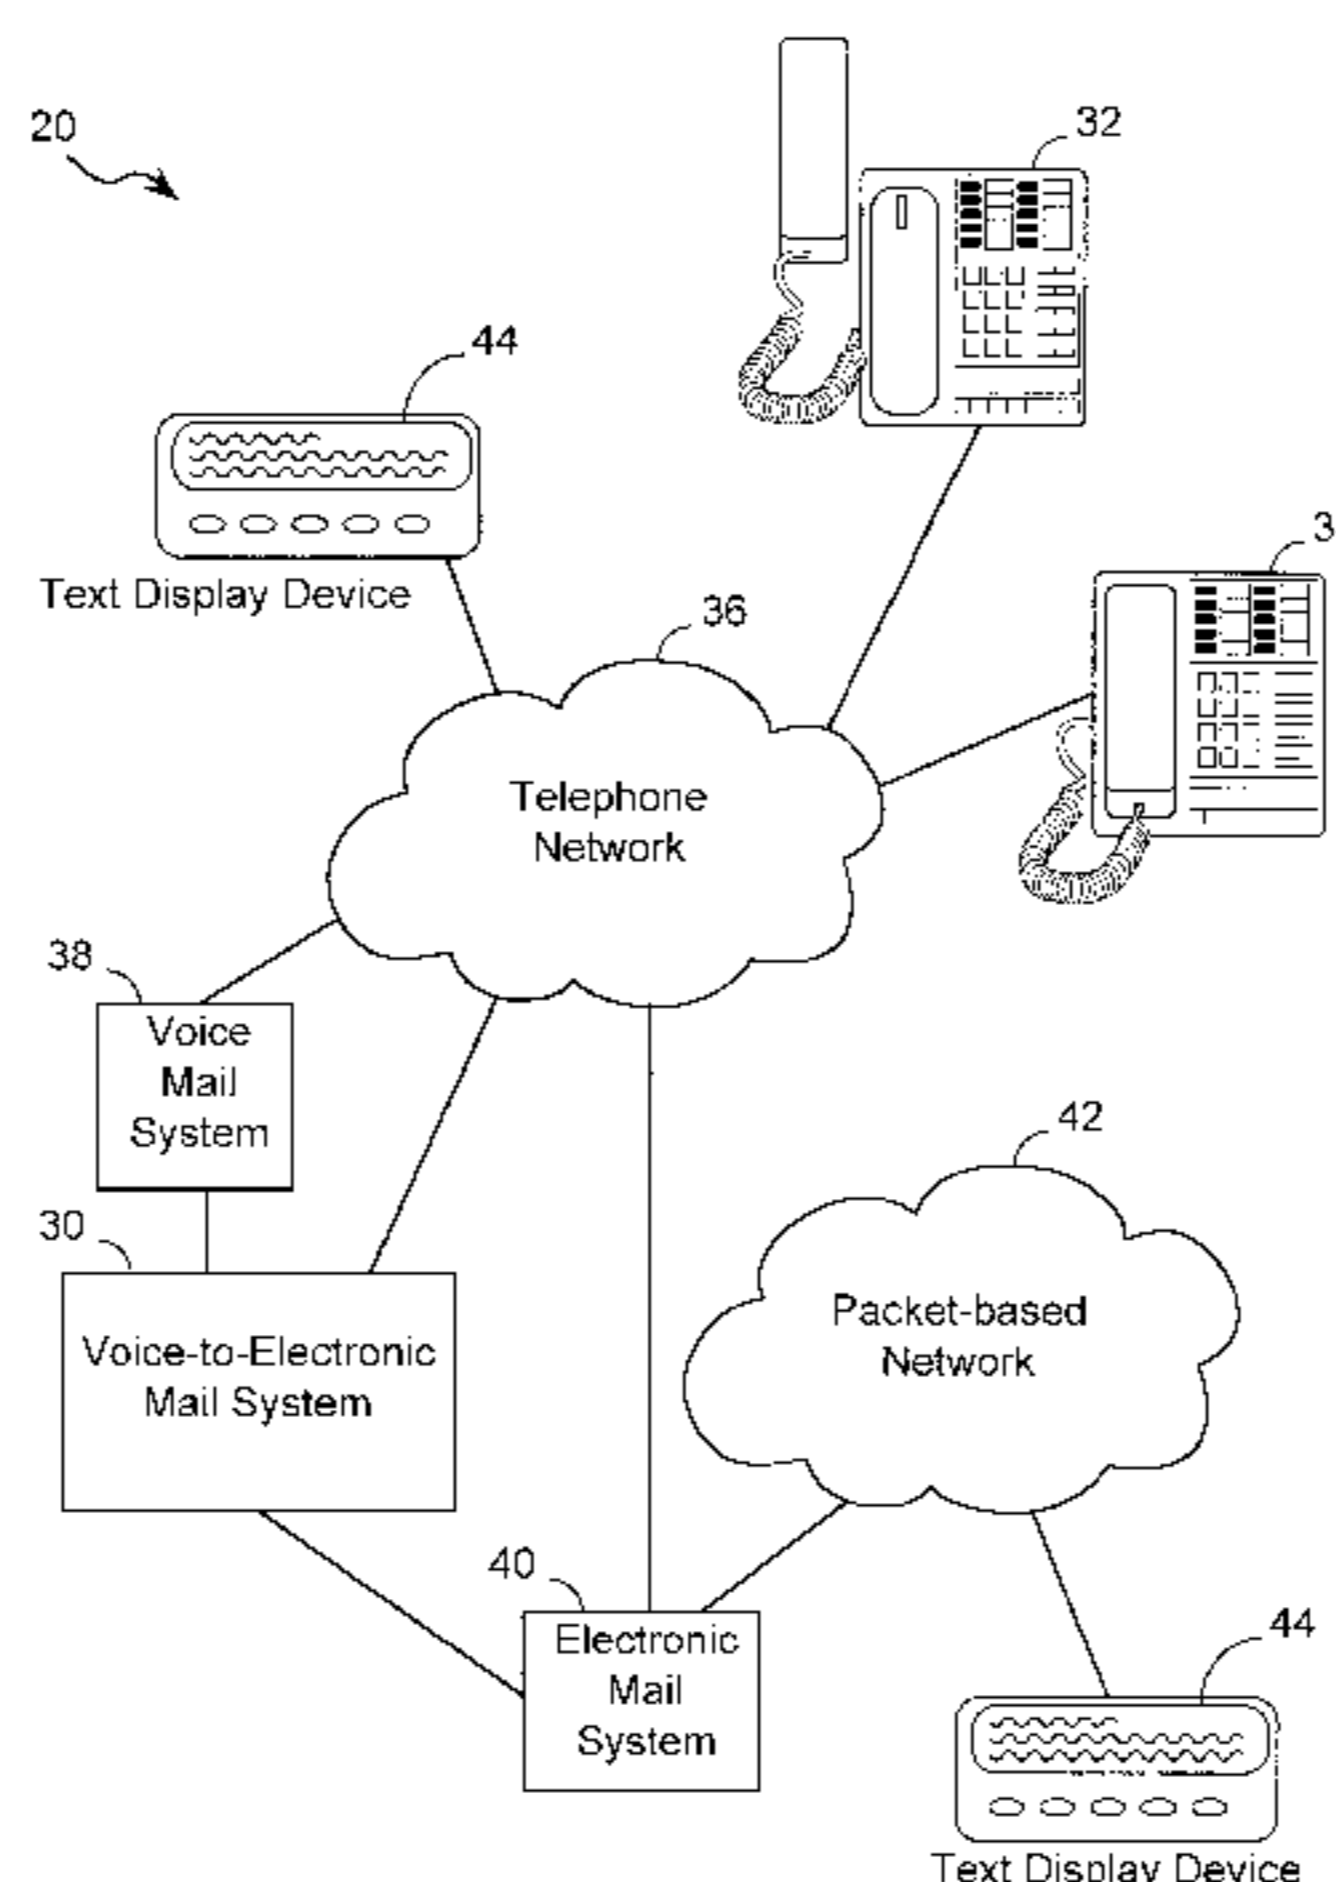 20
32
44
Text Display Device
3
36
Telephone
Network
38
Voice
Mail
System
42
30
Packet-based
Network
Voice-to-Electronic
Mail System
40
Electronic
Mail
System
44
Text Display Device